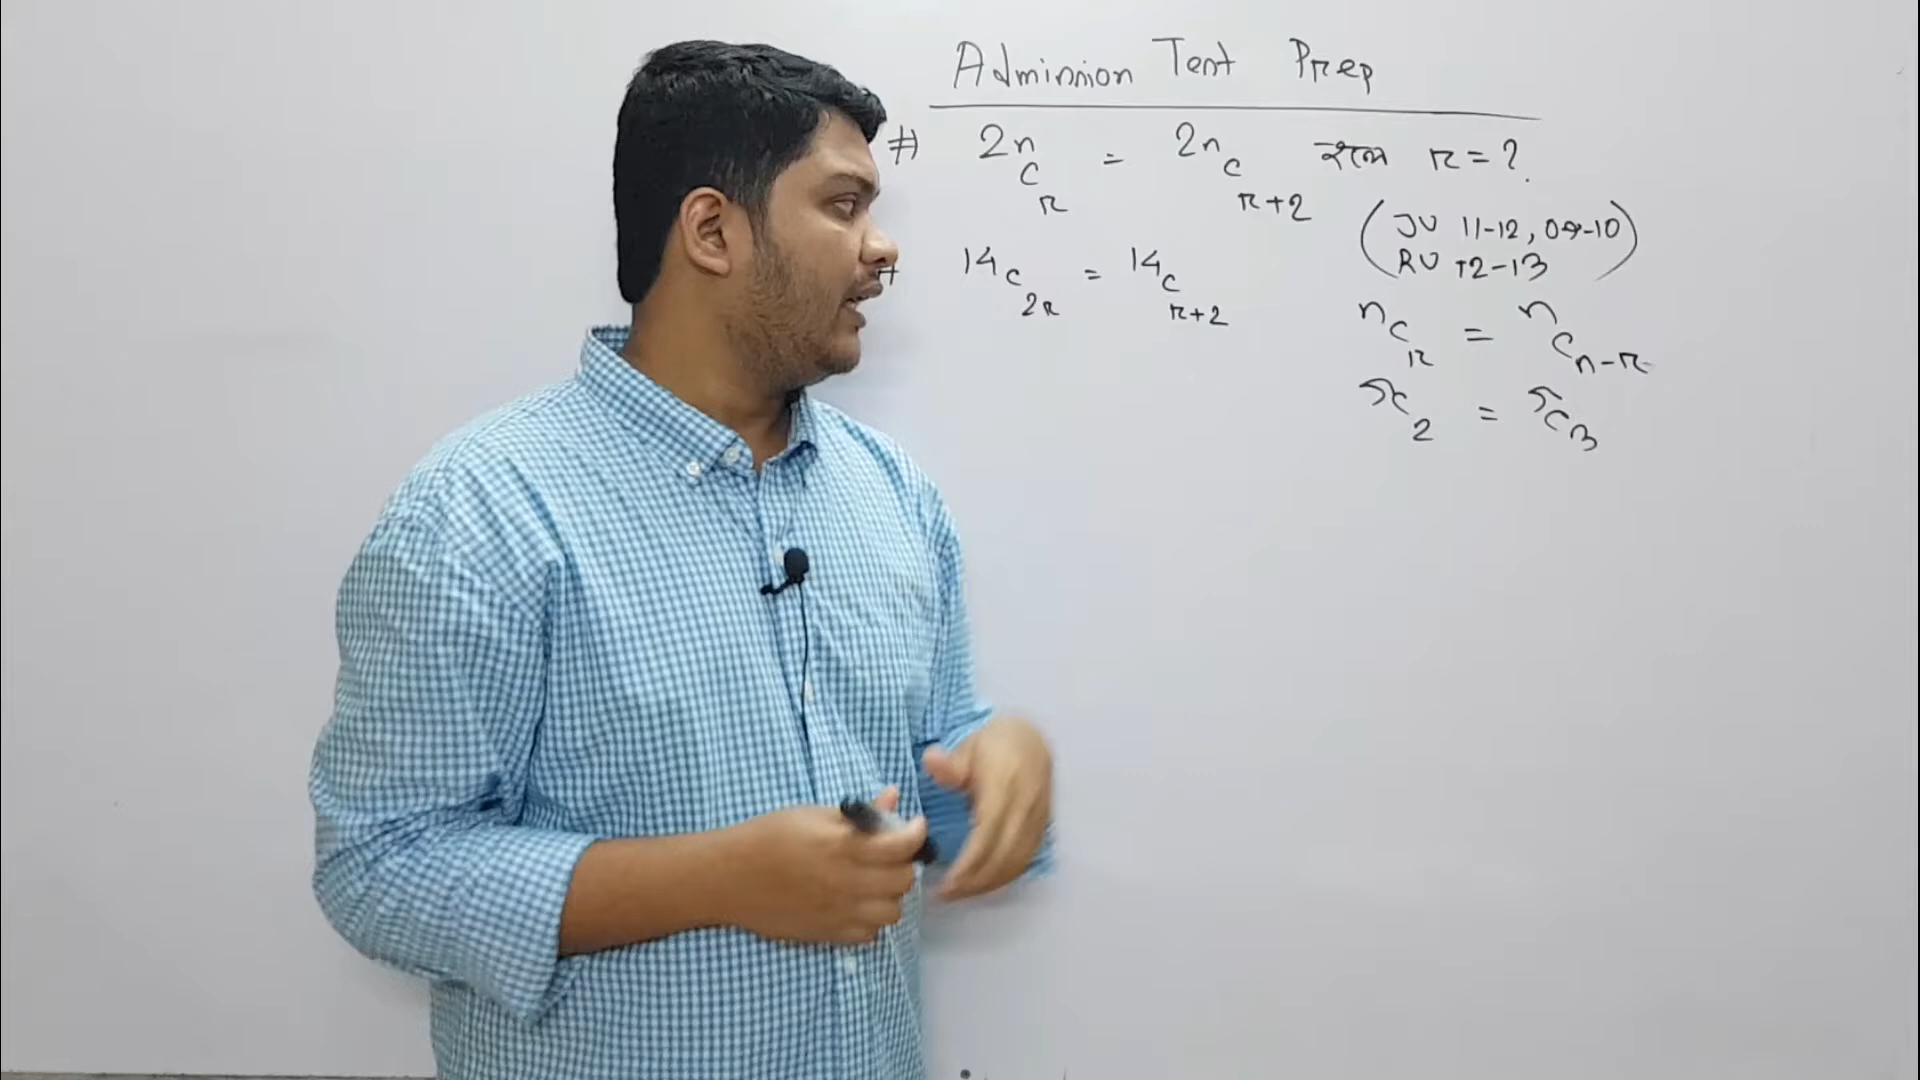 Admission Test Prep
# 2nCr = 2nCr+2 হলে r = ?
(JU 11-12, 09-10)
RU 12-13
# 14C2r = 14Cr+2
nCr = nCn-r
5C2 = 5C3